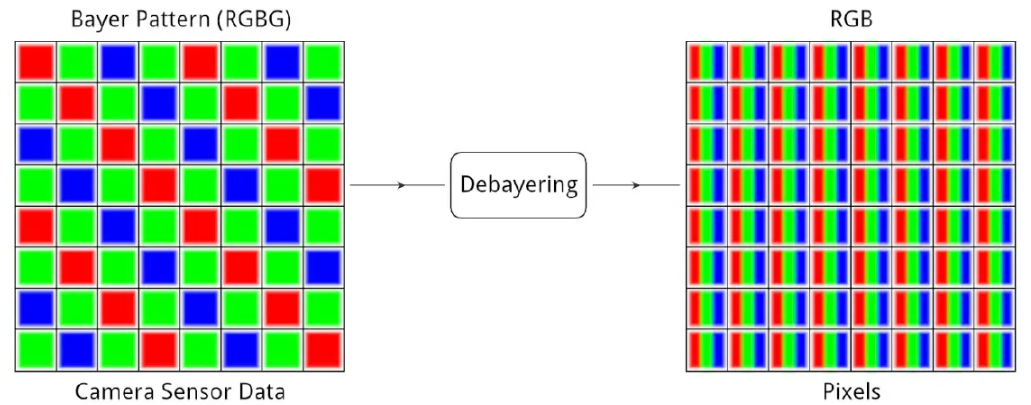 Bayer Pattern (RGBG)
RGB
Debayering
Camera Sensor Data
Pixels